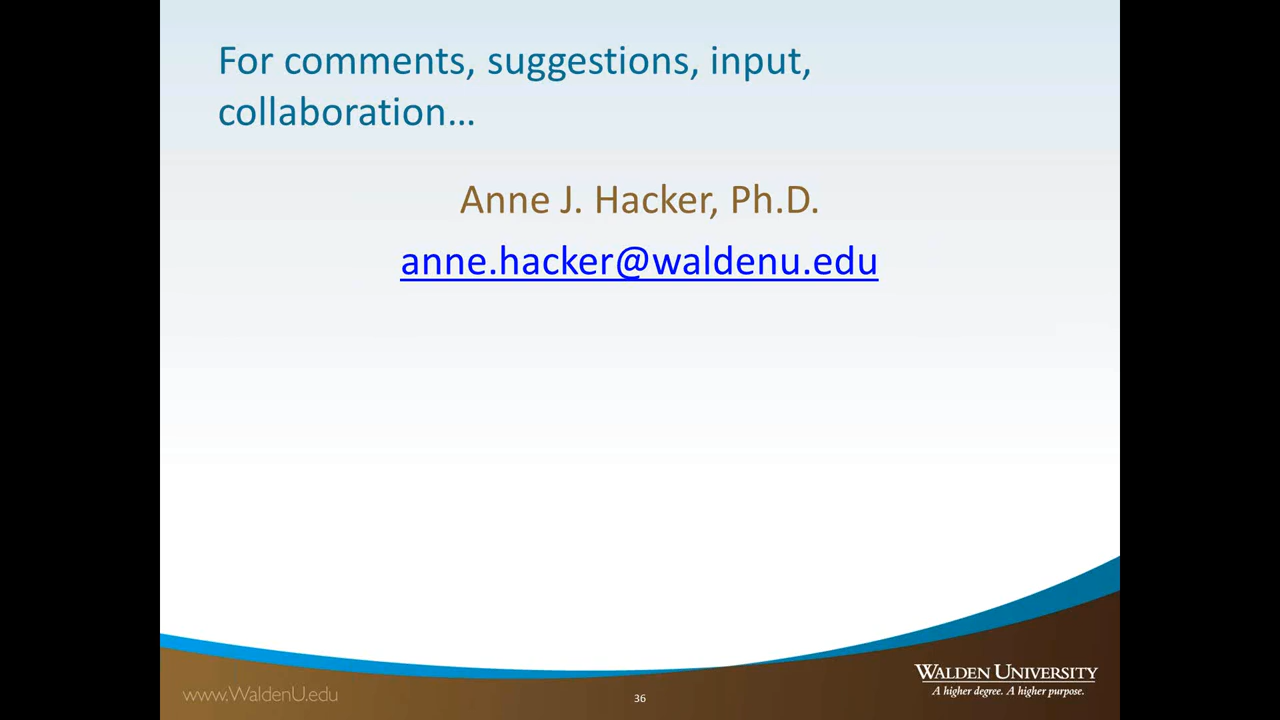 For comments, suggestions, input,
collaboration…
Anne J. Hacker, Ph.D.
anne.hacker@waldenu.edu
www.WaldenU.edu
36
WALDEN UNIVERSITY
A higher degree. A higher purpose.